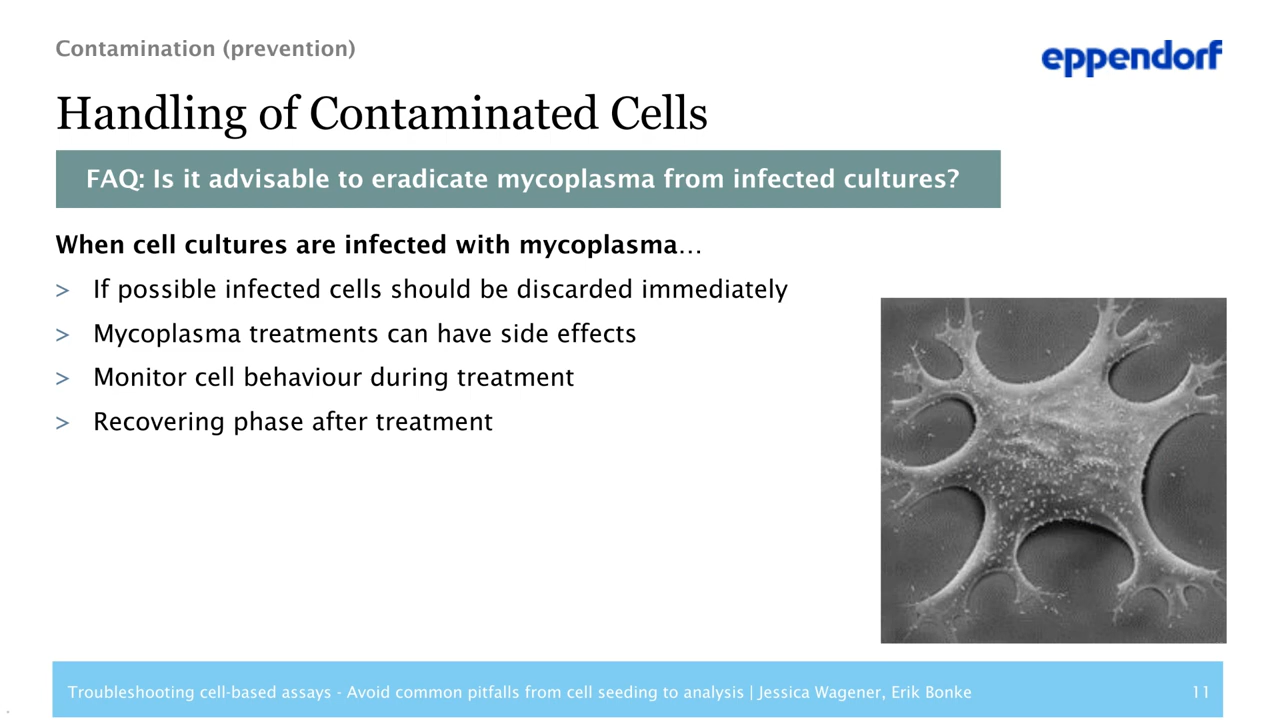 Contamination (prevention)
eppendorf
Handling of Contaminated Cells
FAQ: Is it advisable to eradicate mycoplasma from infected cultures?
When cell cultures are infected with mycoplasma…
> If possible infected cells should be discarded immediately
> Mycoplasma treatments can have side effects
> Monitor cell behaviour during treatment
> Recovering phase after treatment
Troubleshooting cell-based assays - Avoid common pitfalls from cell seeding to analysis | Jessica Wagener, Erik Bonke
11